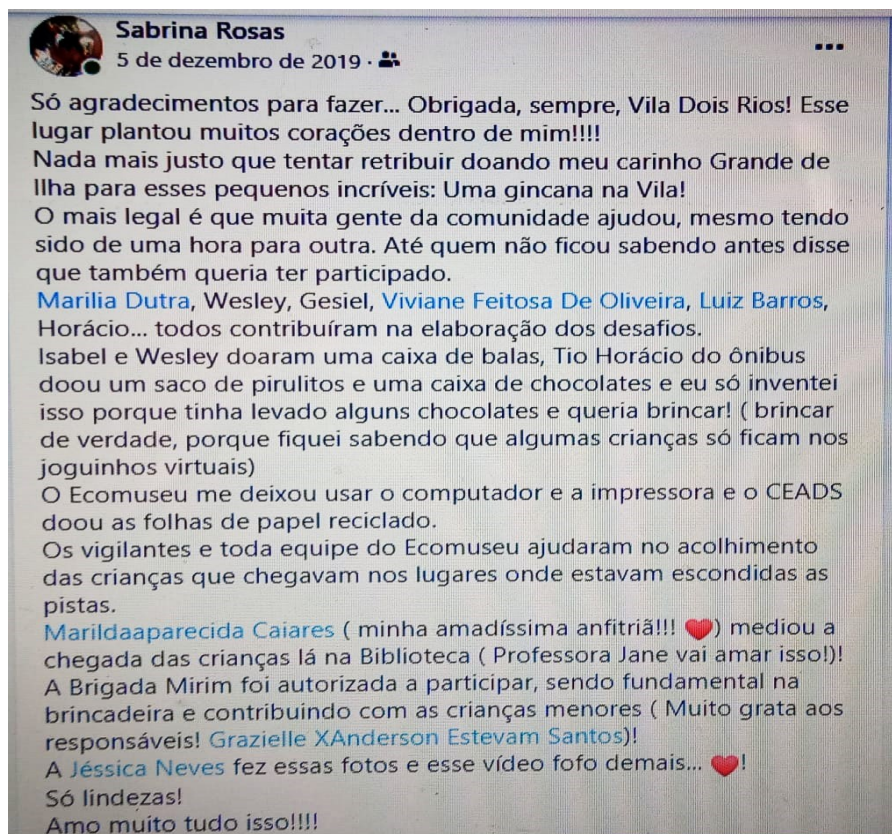 Sabrina Rosas
5 de dezembro de 2019 ·
Só agradecimentos para fazer... Obrigada, sempre, Vila Dois Rios! Esse
lugar plantou muitos corações dentro de mim!!!!
Nada mais justo que tentar retribuir doando meu carinho Grande de
Ilha para esses pequenos incríveis: Uma gincana na Vila!
O mais legal é que muita gente da comunidade ajudou, mesmo tendo
sido de uma hora para outra. Até quem não ficou sabendo antes disse
que também queria ter participado.
Marilia Dutra, Wesley, Gesiel, Viviane Feitosa De Oliveira, Luiz Barros,
Horácio... todos contribuíram na elaboração dos desafios.
Isabel e Wesley doaram uma caixa de balas, Tio Horácio do ônibus
doou um saco de pirulitos e uma caixa de chocolates e eu só inventei
isso porque tinha levado alguns chocolates e queria brincar! ( brincar
de verdade, porque fiquei sabendo que algumas crianças só ficam nos
joguinhos virtuais)
O Ecomuseu me deixou usar o computador e a impressora e o CEADS
doou as folhas de papel reciclado.
Os vigilantes e toda equipe do Ecomuseu ajudaram no acolhimento
das crianças que chegavam nos lugares onde estavam escondidas as
pistas.
Marildaaparecida Caiares ( minha amadíssima anfitriã!!! ❤) mediou a
chegada das crianças lá na Biblioteca ( Professora Jane vai amar isso!)!
A Brigada Mirim foi autorizada a participar, sendo fundamental na
brincadeira e contribuindo com as crianças menores ( Muito grata aos
responsáveis! Grazielle XAnderson Estevam Santos)!
A Jéssica Neves fez essas fotos e esse vídeo fofo demais... ❤!
Só lindezas!
Amo muito tudo isso!!!!